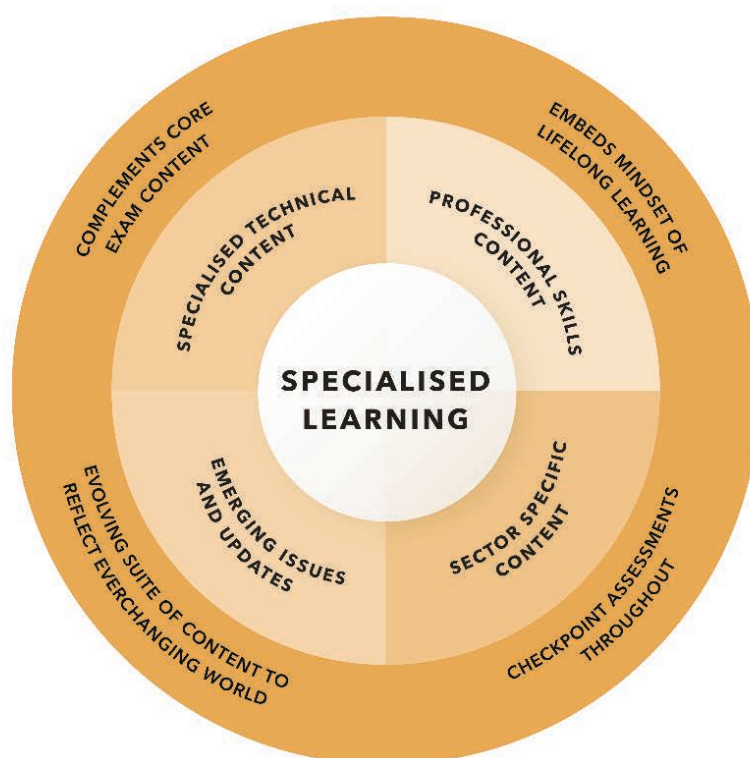 COMPLEMENTS CORE
EXAM CONTENT
EMBEDS MINDSET OF
LIFELONG LEARNING
SPECIALISED TECHNICAL
CONTENT
PROFESSIONAL SKILLS
CONTENT
SPECIALISED
LEARNING
EMERGING ISSUES
AND UPDATES
SECTOR SPECIFIC
CONTENT
EVOLVING SUITE OF CONTENT TO
REFLECT EVERCHANGING WORLD
CHECKPOINT ASSESSMENTS
THROUGHOUT